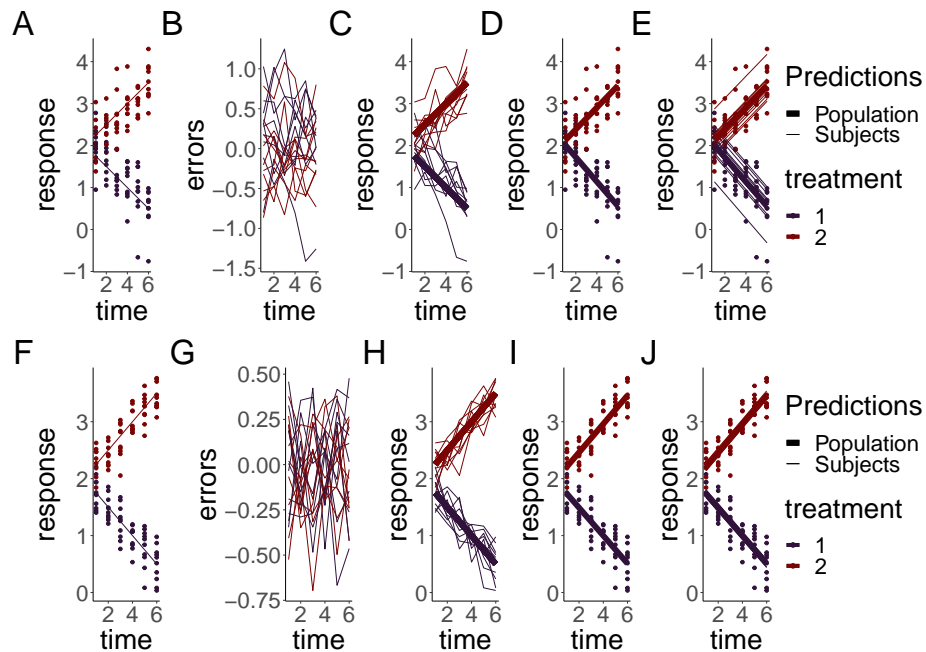 A B C D E
response
4
3
2
1
0
−1
2 4 6
time
errors
1.0
0.5
0.0
−0.5
−1.0
−1.5
2 4 6
time
response
4
3
2
1
0
−1
2 4 6
time
response
4
3
2
1
0
−1
2 4 6
time
response
4
3
2
1
0
−1
2 4 6
time
Predictions
Population
Subjects
treatment
1
2
F G H I J
response
3
2
1
0
2 4 6
time
errors
0.50
0.25
0.00
−0.25
−0.50
−0.75
2 4 6
time
response
3
2
1
0
2 4 6
time
response
3
2
1
0
2 4 6
time
response
3
2
1
0
2 4 6
time
Predictions
Population
Subjects
treatment
1
2